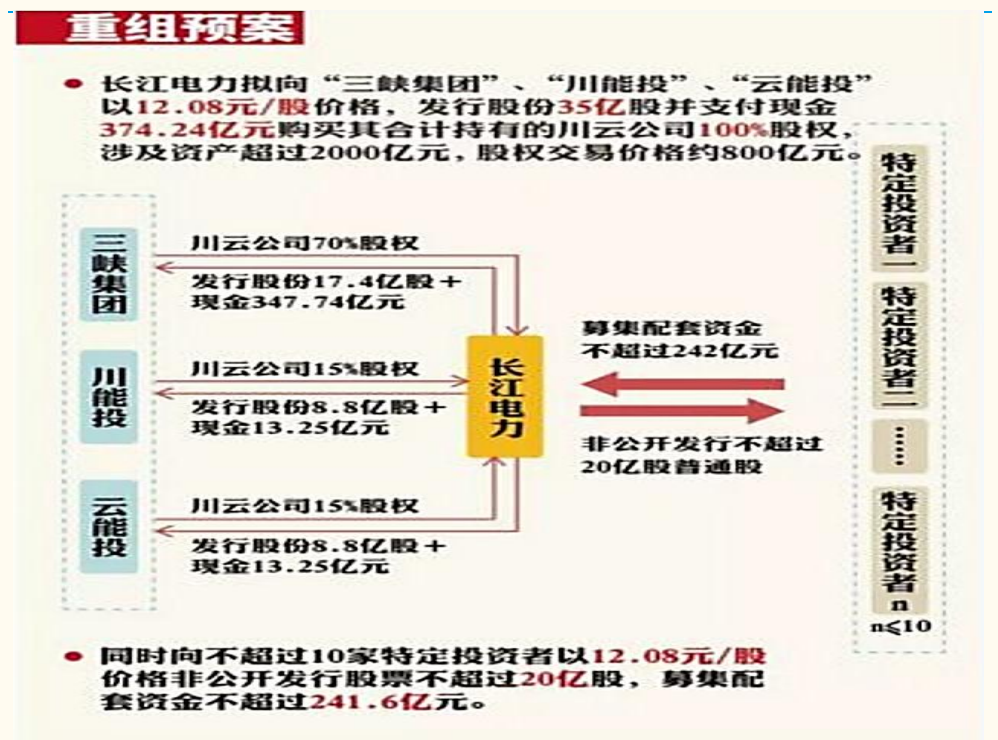 重组预案
● 长江电力拟向“三峡集团”、“川能投”、“云能投”
以12.08元/股价格，发行股份35亿股并支付现金
374.24亿元购买其合计持有的川云公司100%股权，
涉及资产超过2000亿元，股权交易价格约800亿元。
三峡集团
川云公司70%股权
发行股份17.4亿股＋
现金347.74亿元
川能投
川云公司15%股权
发行股份8.8亿股＋
现金13.25亿元
云能投
川云公司15%股权
发行股份8.8亿股＋
现金13.25亿元
长江电力
募集配套资金
不超过242亿元
非公开发行不超过
20亿股普通股
特定投资者一
特定投资者二
……
特定投资者n
n≤10
● 同时向不超过10家特定投资者以12.08元/股
价格非公开发行股票不超过20亿股，募集配
套资金不超过241.6亿元。